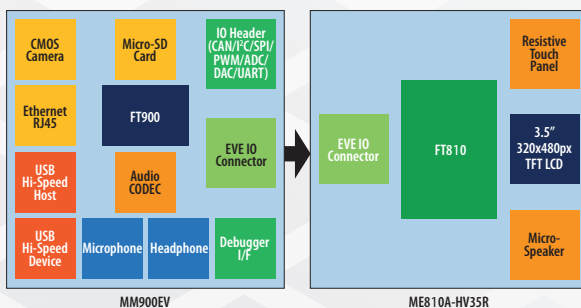 CMOS
Camera
Micro-SD
Card
IO Header
(CAN/I²C/SPI/
PWM/ADC/
DAC/UART)
Ethernet
RJ45
FT900
EVE IO
Connector
USB
Hi-Speed
Host
Audio
CODEC
USB
Hi-Speed
Device
Microphone
Headphone
Debugger
I/F
MM900EV
EVE IO
Connector
FT810
Resistive
Touch
Panel
3.5”
320x480px
TFT LCD
Micro-
Speaker
ME810A-HV35R